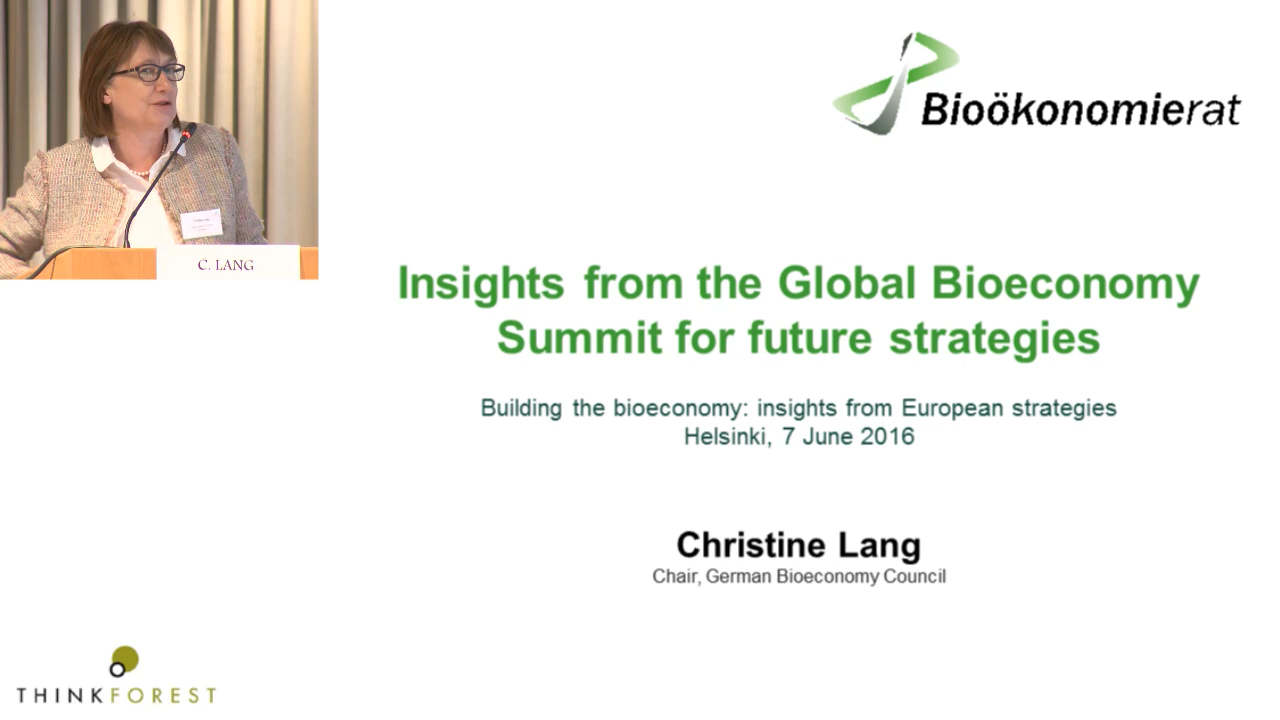 Bioökonomierat
C. LANG
Insights from the Global Bioeconomy
Summit for future strategies
Building the bioeconomy: insights from European strategies
Helsinki, 7 June 2016
Christine Lang
Chair, German Bioeconomy Council
THINKFOREST